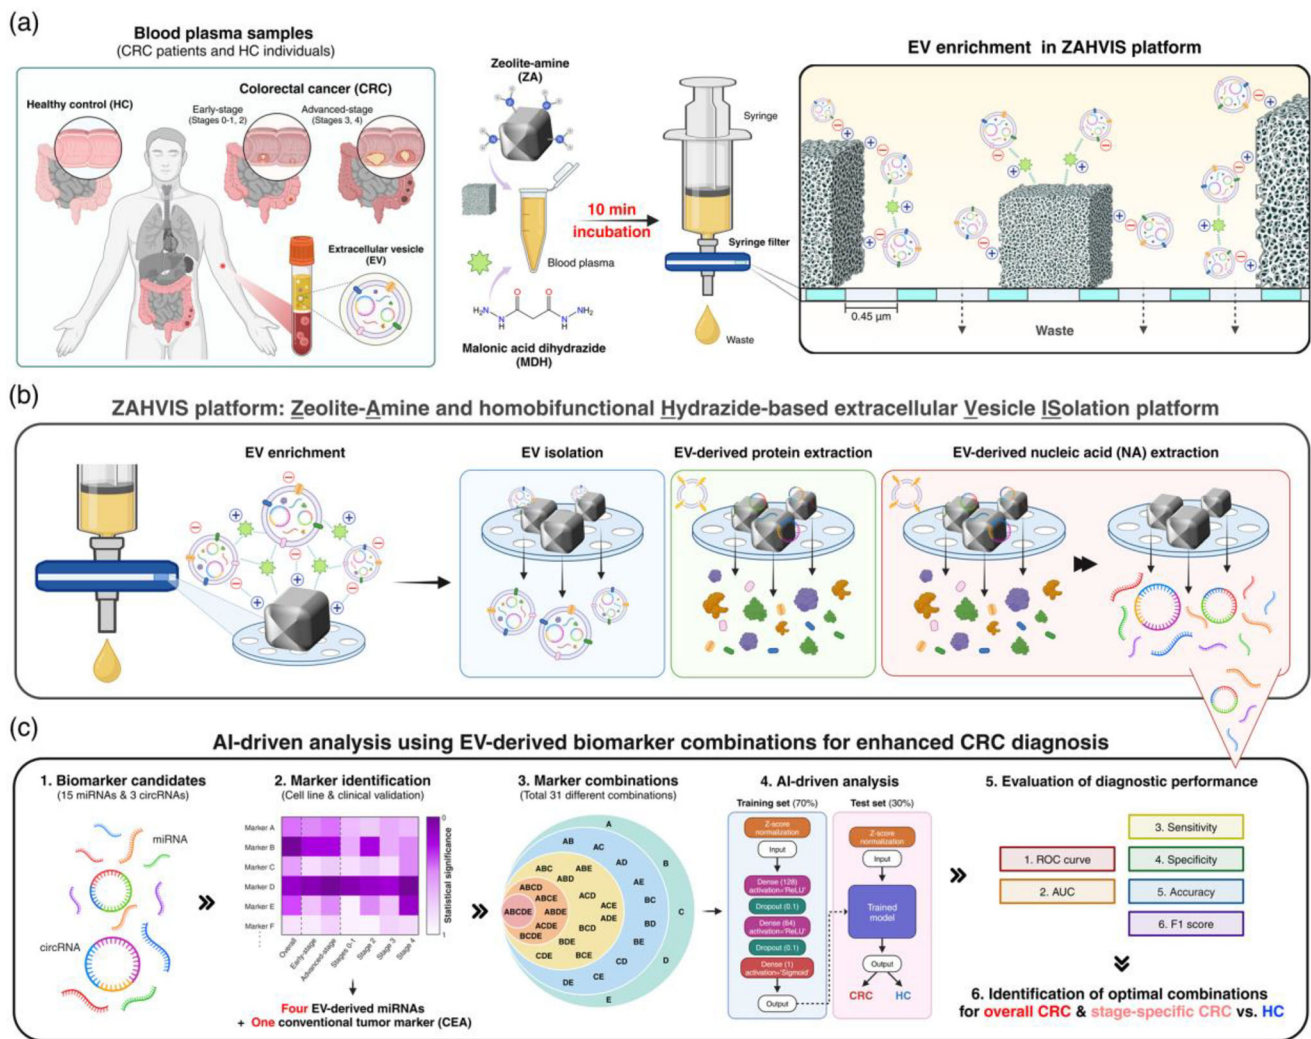 (a)
Blood plasma samples
(CRC patients and HC individuals)
Healthy control (HC)
Colorectal cancer (CRC)
Early-stage
(Stages 0-1, 2)
Advanced-stage
(Stages 3, 4)
Extracellular vesicle
(EV)
Zeolite-amine
(ZA)
Blood plasma
H₂N
N
H
O
O
N
H
NH₂
Malonic acid dihydrazide
(MDH)
10 min
incubation
Syringe
Syringe filter
Waste
EV enrichment in ZAHVIS platform
0.45 µm
Waste
(b)
ZAHVIS platform: Zeolite-Amine and homobifunctional Hydrazide-based extracellular Vesicle ISolation platform
EV enrichment
EV isolation
EV-derived protein extraction
EV-derived nucleic acid (NA) extraction
(c)
AI-driven analysis using EV-derived biomarker combinations for enhanced CRC diagnosis
1. Biomarker candidates
(15 miRNAs & 3 circRNAs)
miRNA
circRNA
2. Marker identification
(Cell line & clinical validation)
Marker A
Marker B
Marker C
Marker D
Marker E
Marker F
Overall
Early-stage
Advanced-stage
Stages 0-1
Stage 2
Stage 3
Stage 4
0
Statistical significance
1
Four EV-derived miRNAs
+ One conventional tumor marker (CEA)
3. Marker combinations
(Total 31 different combinations)
A
B
C
D
E
AB
AC
AD
AE
BC
BD
BE
CD
CE
DE
ABC
ABE
ABD
ACD
ACE
ADE
BCD
BDE
BCE
CDE
ABCD
ABCE
ABDE
ACDE
BCDE
ABCDE
4. AI-driven analysis
Training set (70%)
Z-score
normalization
Input
Dense (128)
activation='ReLU'
Dropout (0.1)
Dense (64)
activation='ReLU'
Dropout (0.1)
Dense (1)
activation='Sigmoid'
Output
Test set (30%)
Z-score
normalization
Input
Trained
model
Output
CRC
HC
5. Evaluation of diagnostic performance
1. ROC curve
2. AUC
3. Sensitivity
4. Specificity
5. Accuracy
6. F1 score
6. Identification of optimal combinations
for overall CRC & stage-specific CRC vs. HC